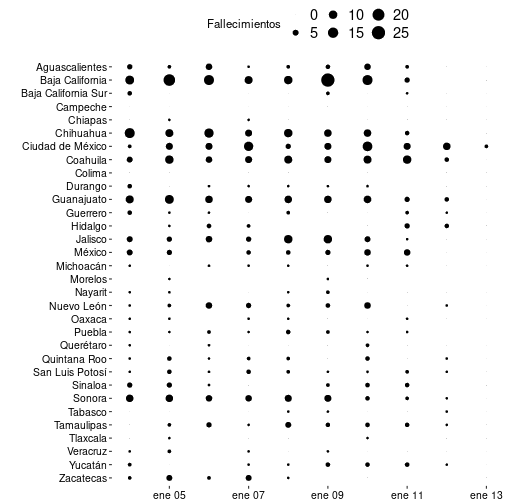 Fallecimientos
0 10 20
5 15 25
Aguascalientes
Baja California
Baja California Sur
Campeche
Chiapas
Chihuahua
Ciudad de México
Coahuila
Colima
Durango
Guanajuato
Guerrero
Hidalgo
Jalisco
México
Michoacán
Morelos
Nayarit
Nuevo León
Oaxaca
Puebla
Querétaro
Quintana Roo
San Luis Potosí
Sinaloa
Sonora
Tabasco
Tamaulipas
Tlaxcala
Veracruz
Yucatán
Zacatecas
ene 05 ene 07 ene 09 ene 11 ene 13